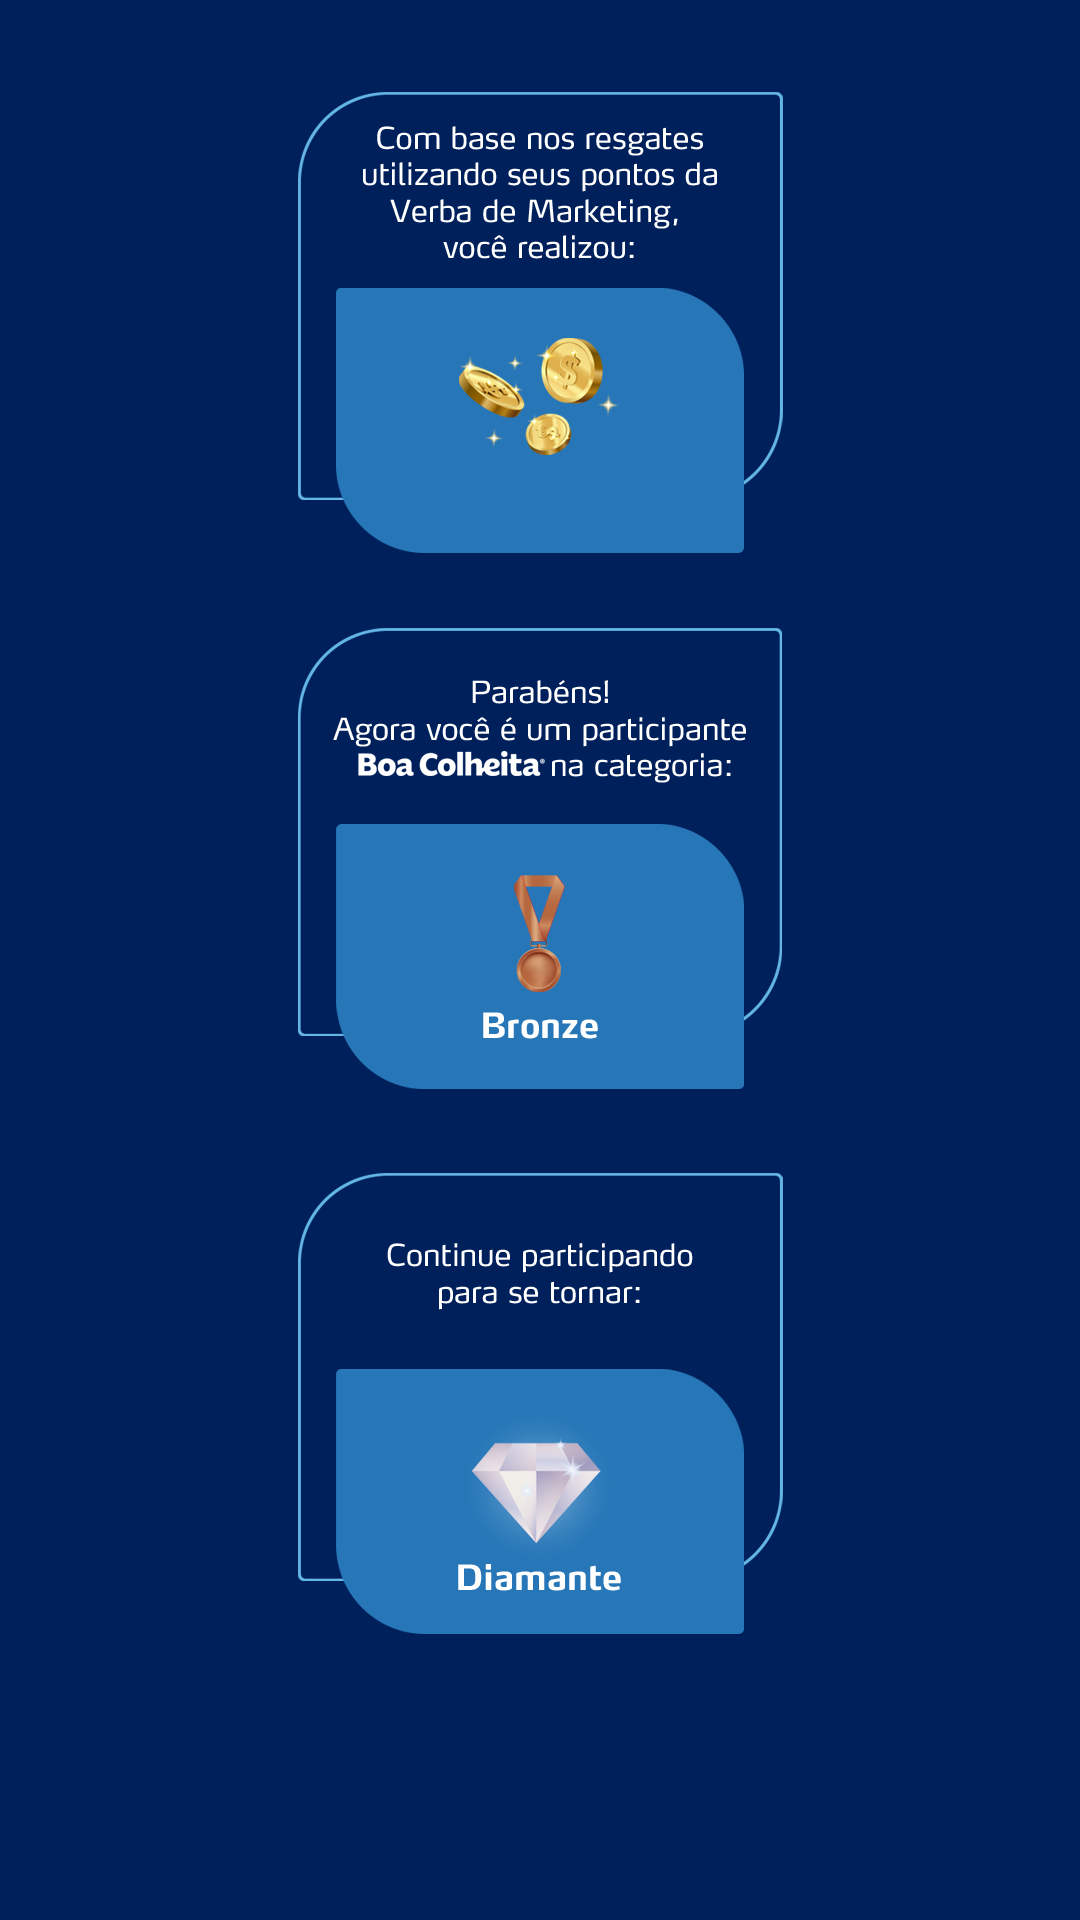 Com base nos resgates
utilizando seus pontos da
Verba de Marketing,
você realizou:
Parabéns!
Agora você é um participante
Boa Colheita® na categoria:
Bronze
Continue participando
para se tornar:
Diamante